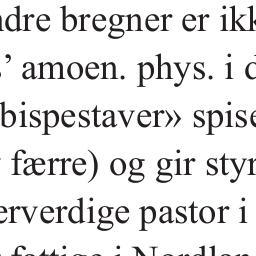 ndre bregner er ikk
s’ amoen. phys. i d
bispestaver» spise
færre) og gir styr
erverdige pastor i
fattige i Nordlan